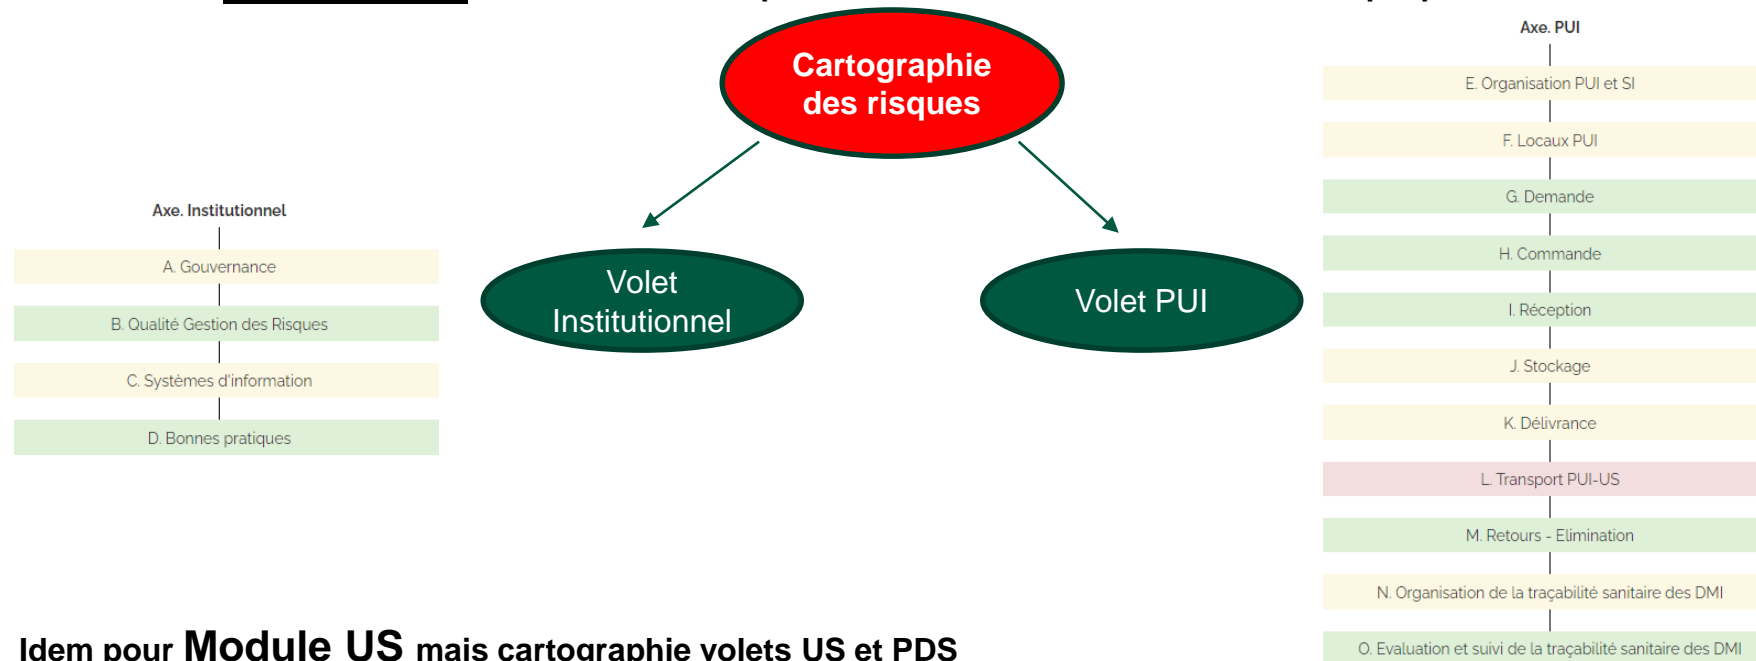 Cartographie
des risques
Axe. Institutionnel
A. Gouvernance
B. Qualité Gestion des Risques
C. Systèmes d'information
D. Bonnes pratiques
Volet
Institutionnel
Volet PUI
Axe. PUI
E. Organisation PUI et SI
F. Locaux PUI
G. Demande
H. Commande
I. Réception
J. Stockage
K. Délivrance
L. Transport PUI-US
M. Retours - Elimination
N. Organisation de la traçabilité sanitaire des DMI
O. Evaluation et suivi de la traçabilité sanitaire des DMI
Idem pour Module US mais cartographie volets US et PDS